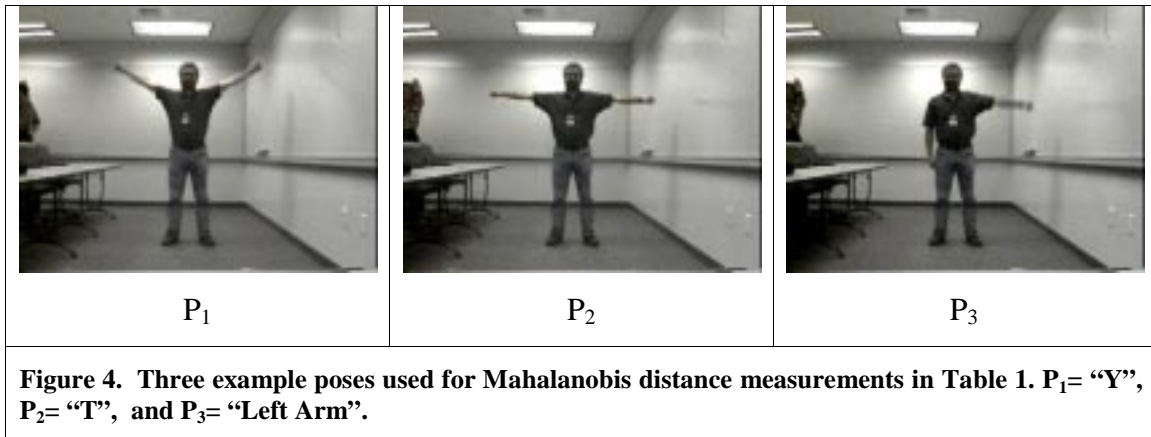 P₁ P₂ P₃
Figure 4. Three example poses used for Mahalanobis distance measurements in Table 1. P₁= “Y”,
P₂= “T”, and P₃= “Left Arm”.